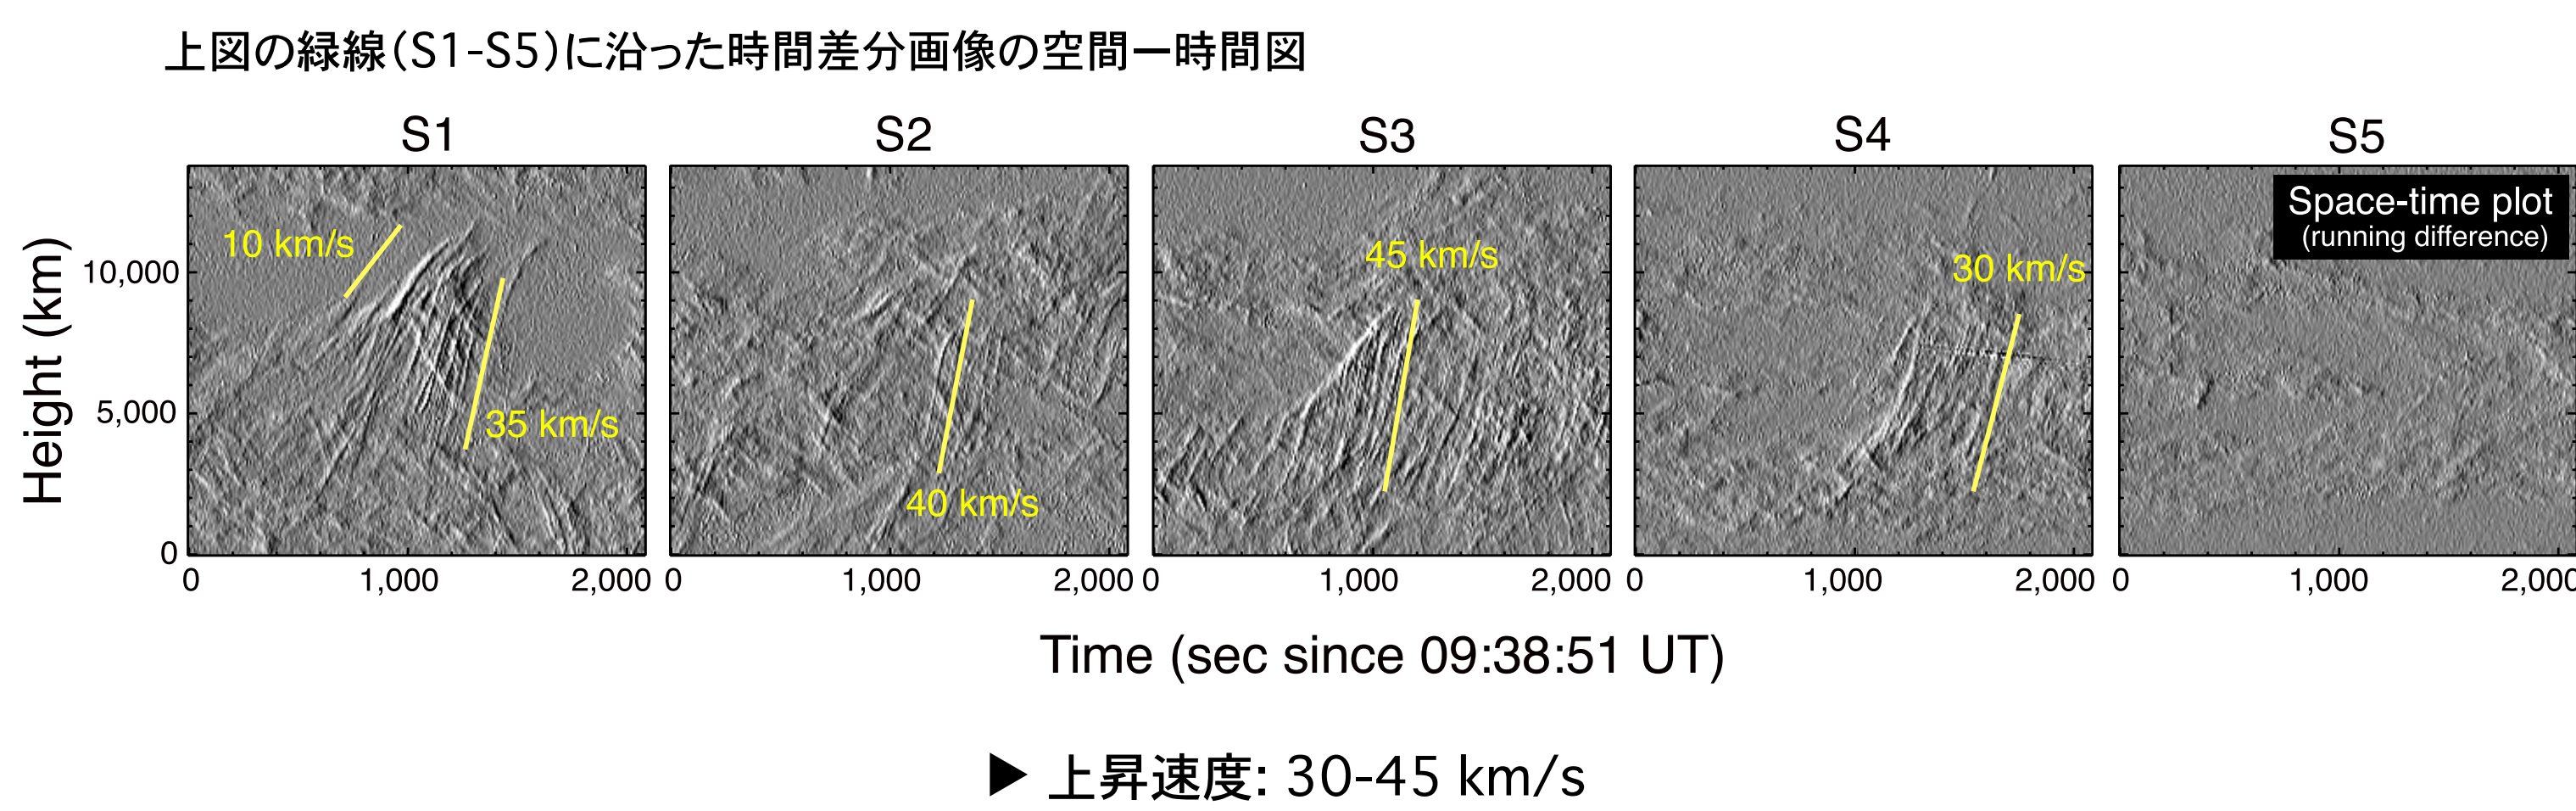 上図の緑線（S1-S5）に沿った時間差分画像の空間ー時間図
S1 S2 S3 S4 S5
Space-time plot
(running difference)
10 km/s
45 km/s
30 km/s
35 km/s
40 km/s
Height (km)
10,000
5,000
0
0 1,000 2,000 0 1,000 2,000 0 1,000 2,000 0 1,000 2,000 0 1,000 2,000
Time (sec since 09:38:51 UT)
▶ 上昇速度: 30-45 km/s